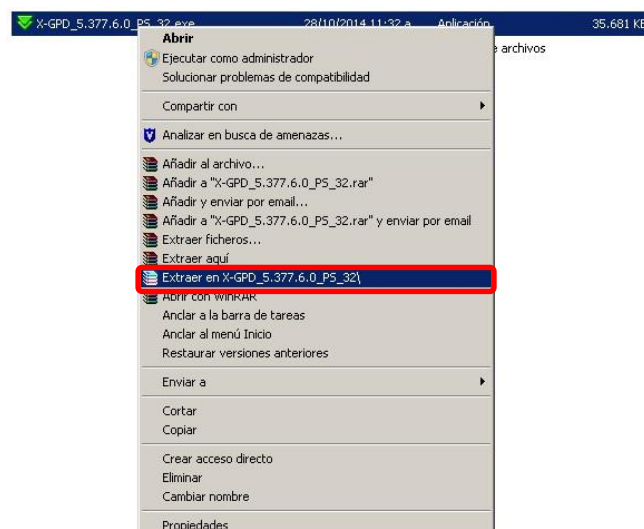 X-GPD_5.377.6.0_PS_32.exe 28/10/2014 11:32 a. Aplicación 35.681 KB
Abrir
archivos
Ejecutar como administrador
Solucionar problemas de compatibilidad
Compartir con
Analizar en busca de amenazas...
Añadir al archivo...
Añadir a "X-GPD_5.377.6.0_PS_32.rar"
Añadir y enviar por email...
Añadir a "X-GPD_5.377.6.0_PS_32.rar" y enviar por email
Extraer ficheros...
Extraer aquí
Extraer en X-GPD_5.377.6.0_PS_32\
Abrir con WinRAR
Anclar a la barra de tareas
Anclar al menú Inicio
Restaurar versiones anteriores
Enviar a
Cortar
Copiar
Crear acceso directo
Eliminar
Cambiar nombre
Propiedades